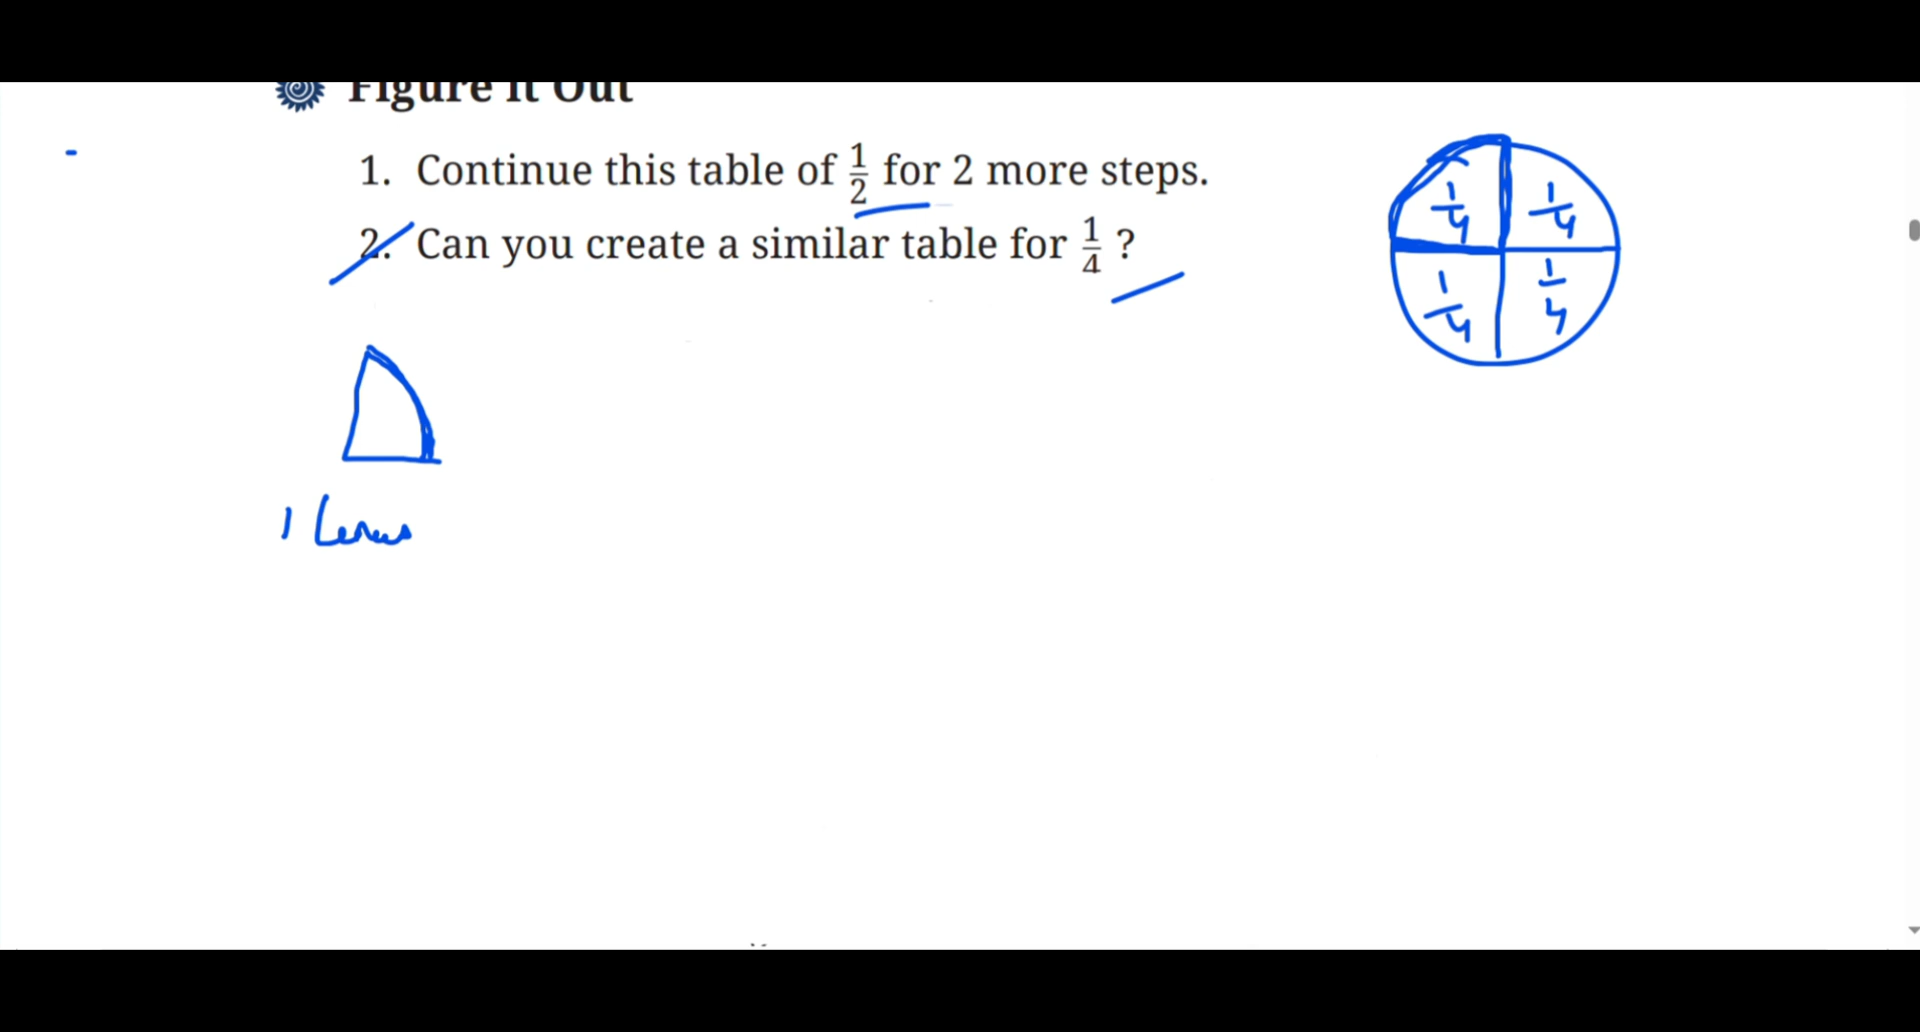 Figure it Out
1. Continue this table of 1/2 for 2 more steps.
2. Can you create a similar table for 1/4 ?
1/4 1/4
1/4 1/4
1